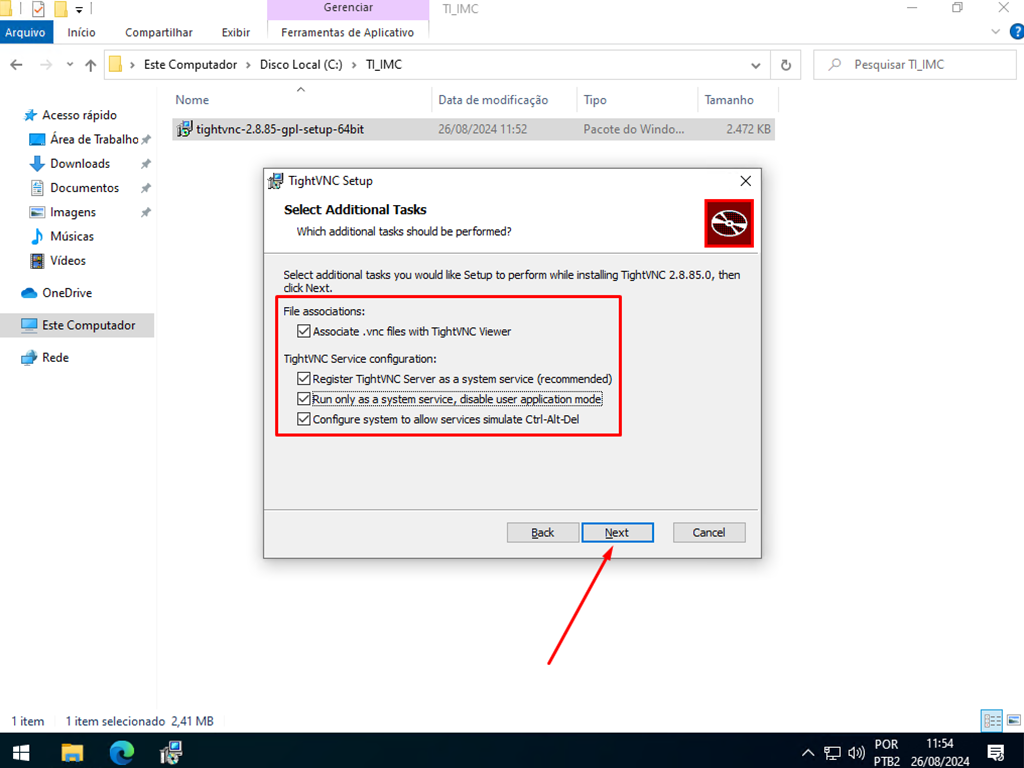 Gerenciar
TI_IMC
Arquivo
Início
Compartilhar
Exibir
Ferramentas de Aplicativo
?
Este Computador > Disco Local (C:) > TI_IMC
Pesquisar TI_IMC
Nome
Data de modificação
Tipo
Tamanho
tightvnc-2.8.85-gpl-setup-64bit
26/08/2024 11:52
Pacote do Windo...
2.472 KB
Acesso rápido
Área de Trabalho
Downloads
Documentos
Imagens
Músicas
Vídeos
OneDrive
Este Computador
Rede
TightVNC Setup
Select Additional Tasks
Which additional tasks should be performed?
Select additional tasks you would like Setup to perform while installing TightVNC 2.8.85.0, then
click Next.
File associations:
Associate .vnc files with TightVNC Viewer
TightVNC Service configuration:
Register TightVNC Server as a system service (recommended)
Run only as a system service, disable user application mode
Configure system to allow services simulate Ctrl-Alt-Del
Back
Next
Cancel
1 item
1 item selecionado 2,41 MB
POR
PTB2
11:54
26/08/2024